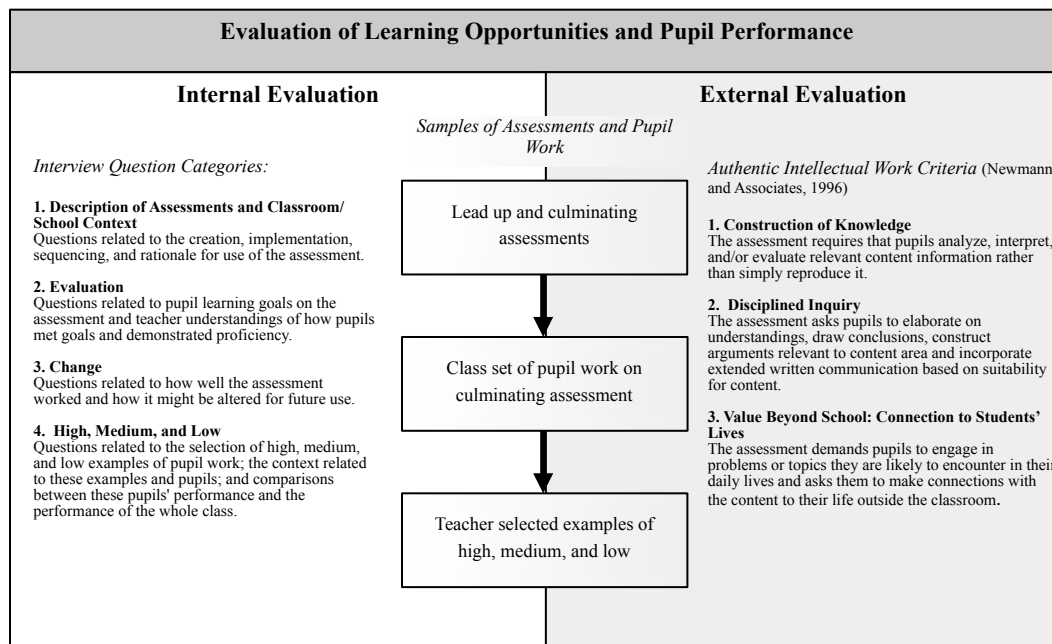 Evaluation of Learning Opportunities and Pupil Performance
Internal Evaluation
Interview Question Categories:
1. Description of Assessments and Classroom/
School Context
Questions related to the creation, implementation,
sequencing, and rationale for use of the assessment.
2. Evaluation
Questions related to pupil learning goals on the
assessment and teacher understandings of how pupils
met goals and demonstrated proficiency.
3. Change
Questions related to how well the assessment
worked and how it might be altered for future use.
4. High, Medium, and Low
Questions related to the selection of high, medium,
and low examples of pupil work; the context related
to these examples and pupils; and comparisons
between these pupils' performance and the
performance of the whole class.
Samples of Assessments and Pupil
Work
Lead up and culminating
assessments
Class set of pupil work on
culminating assessment
Teacher selected examples of
high, medium, and low
External Evaluation
Authentic Intellectual Work Criteria (Newmann
and Associates, 1996)
1. Construction of Knowledge
The assessment requires that pupils analyze, interpret,
and/or evaluate relevant content information rather
than simply reproduce it.
2. Disciplined Inquiry
The assessment asks pupils to elaborate on
understandings, draw conclusions, construct
arguments relevant to content area and incorporate
extended written communication based on suitability
for content.
3. Value Beyond School: Connection to Students’
Lives
The assessment demands pupils to engage in
problems or topics they are likely to encounter in their
daily lives and asks them to make connections with
the content to their life outside the classroom.